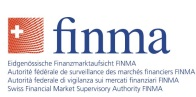 finma
Eidgenössische Finanzmarktaufsicht FINMA
Autorité fédérale de surveillance des marchés financiers FINMA
Autorità federale di vigilanza sui mercati finanziari FINMA
Swiss Financial Market Supervisory Authority FINMA